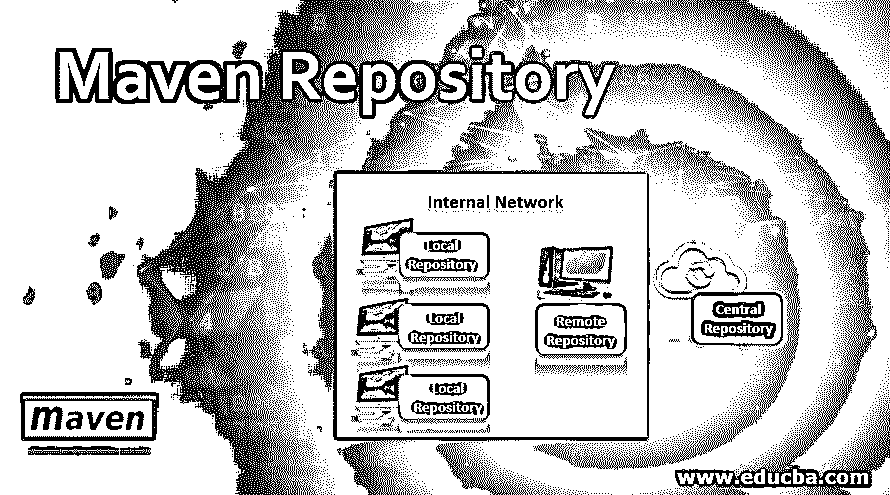 Maven Repository
Internal Network
Local
Repository
Local
Repository
Local
Repository
Remote
Repository
Central
Repository
maven
www.educba.com